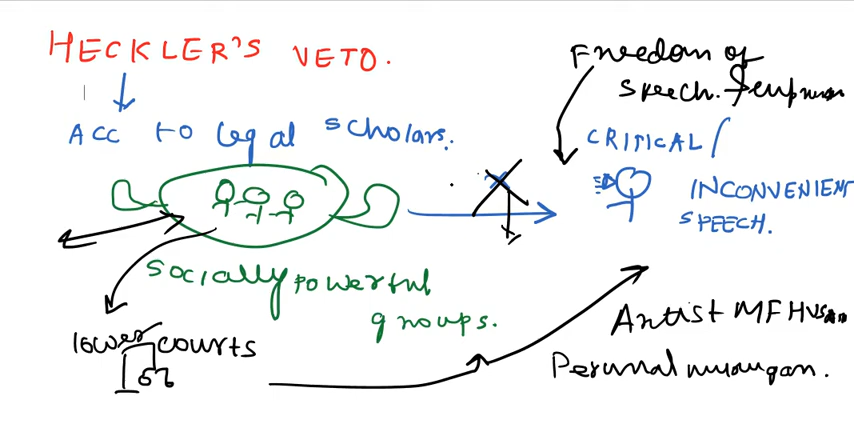 HECKLER'S VETO.
ACC to legal scholars.
socially powerful
groups.
lower courts
Freedom of
speech.
CRITICAL/
INCONVENIENT
SPEECH.
Artist MF Husain
Perumal murugan.